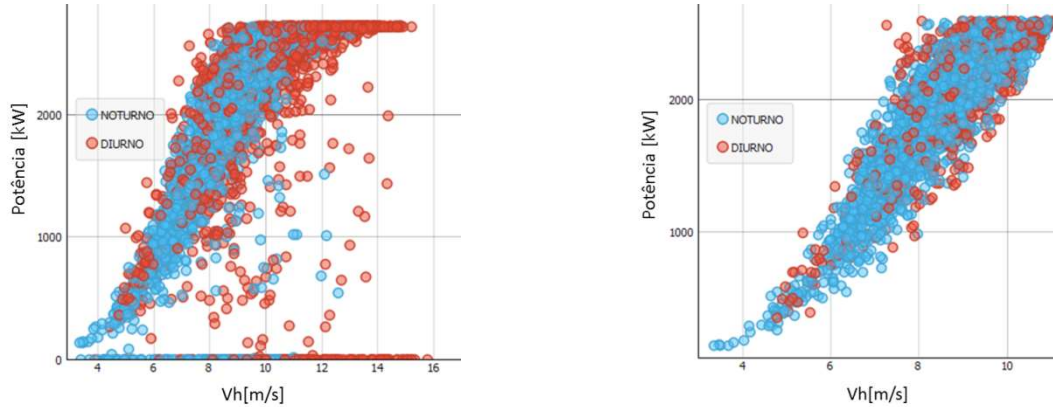 Potência [kW]
2000
1000
0
NOTURNO
DIURNO
4 6 8 10 12 14 16
Vh[m/s]
Potência [kW]
2000
1000
NOTURNO
DIURNO
4 6 8 10
Vh[m/s]